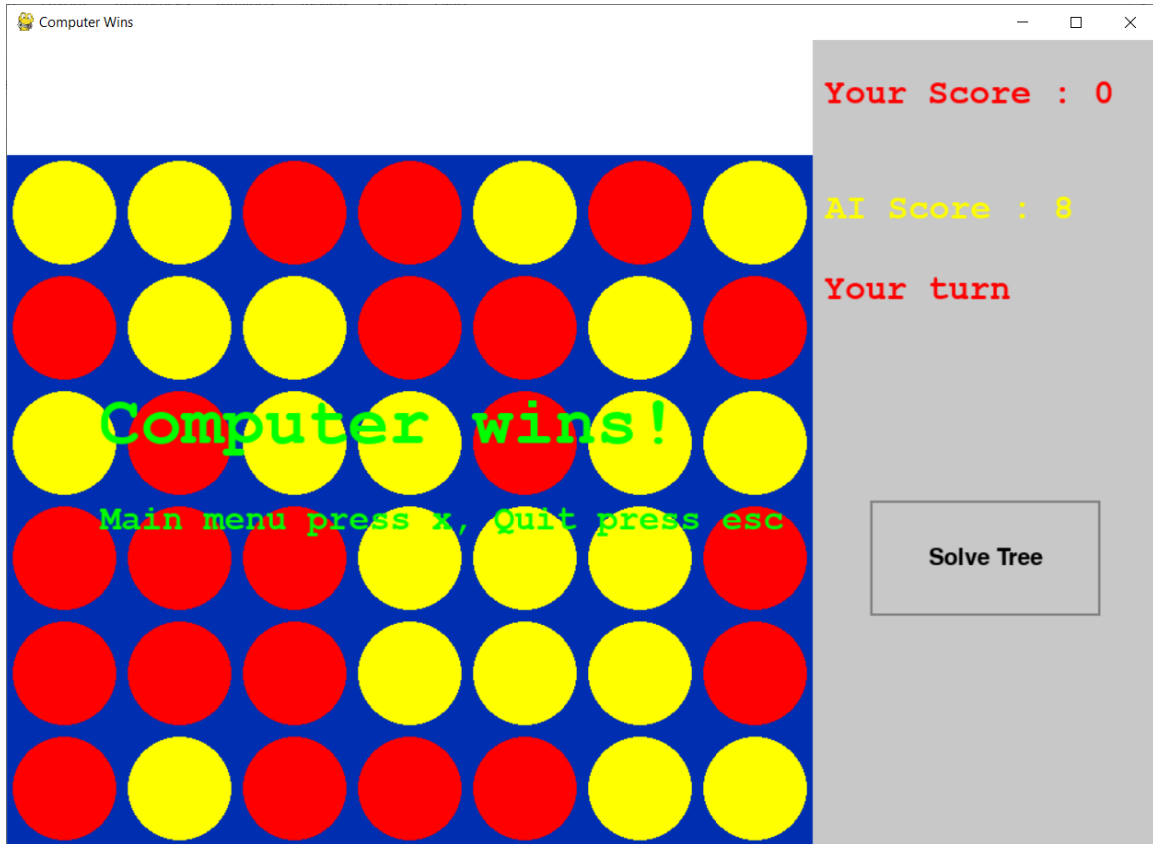 Computer Wins
Your Score : 0
AI Score : 8
Your turn
Computer wins!
Main menu press x, Quit press esc
Solve Tree